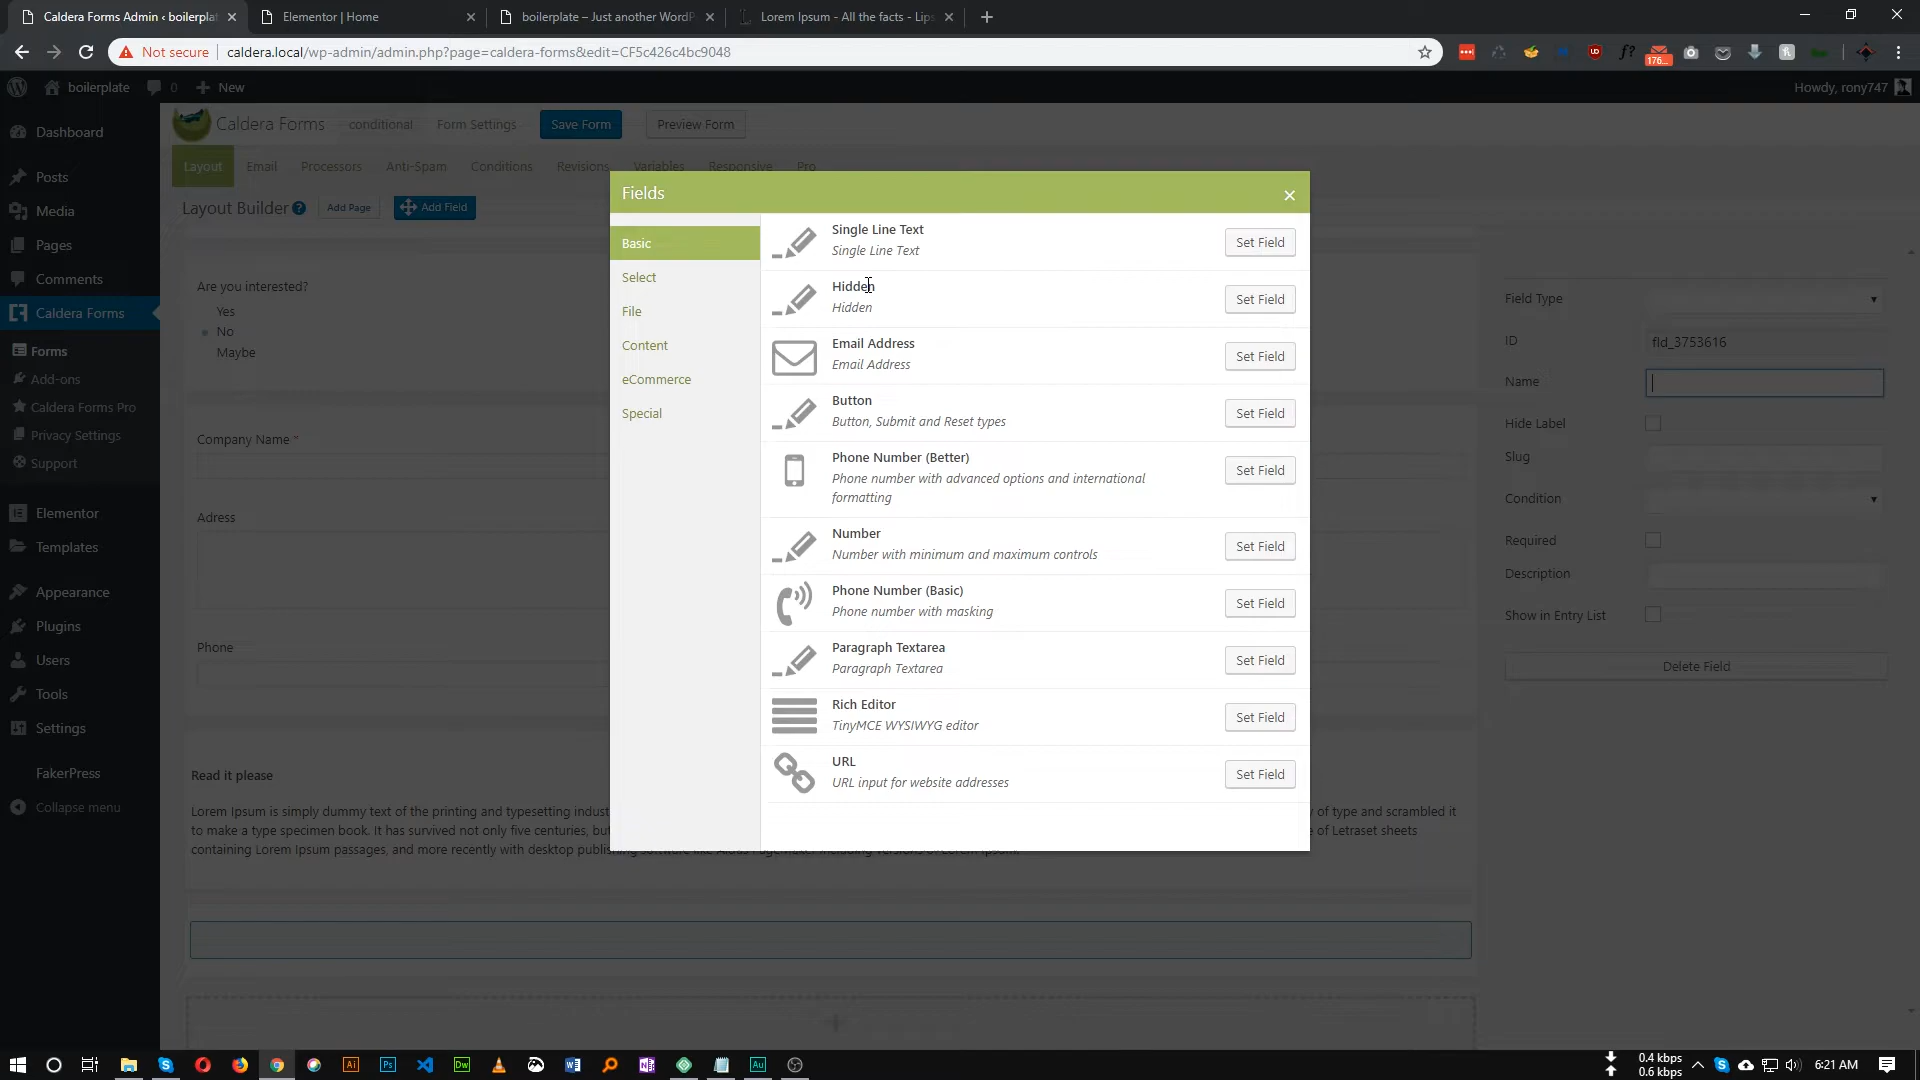 Caldera Forms Admin ‹ boilerplat
Elementor | Home
boilerplate – Just another WordP
Lorem Ipsum - All the facts - Lips
Not secure
caldera.local/wp-admin/admin.php?page=caldera-forms&edit=CF5c426c4bc9048
176...
boilerplate
0
New
Howdy, rony747
Dashboard
Posts
Media
Pages
Comments
Caldera Forms
Forms
Add-ons
Caldera Forms Pro
Privacy Settings
Support
Elementor
Templates
Appearance
Plugins
Users
Tools
Settings
FakerPress
Collapse menu
Caldera Forms
conditional
Form Settings
Save Form
Preview Form
Layout
Email
Processors
Anti-Spam
Conditions
Revisions
Variables
Responsive
Pro
Layout Builder
Add Page
Add Field
Are you interested?
Yes
No
Maybe
Company Name *
Adress
Phone
Read it please
Lorem Ipsum is simply dummy text of the printing and typesetting indust
of type and scrambled it
to make a type specimen book. It has survived not only five centuries, bu
of Letraset sheets
containing Lorem Ipsum passages, and more recently with desktop publishing
Fields
Basic
Select
File
Content
eCommerce
Special
Single Line Text
Single Line Text
Set Field
Hidden
Hidden
Set Field
Email Address
Email Address
Set Field
Button
Button, Submit and Reset types
Set Field
Phone Number (Better)
Phone number with advanced options and international
formatting
Set Field
Number
Number with minimum and maximum controls
Set Field
Phone Number (Basic)
Phone number with masking
Set Field
Paragraph Textarea
Paragraph Textarea
Set Field
Rich Editor
TinyMCE WYSIWYG editor
Set Field
URL
URL input for website addresses
Set Field
Field Type
ID
fld_3753616
Name
Hide Label
Slug
Condition
Required
Description
Show in Entry List
Delete Field
0.4 kbps
0.6 kbps
6:21 AM